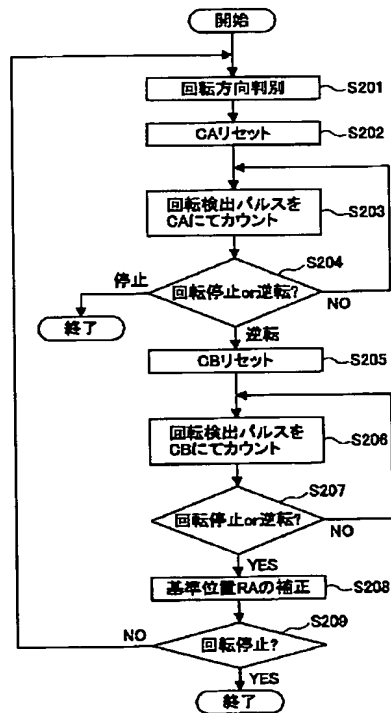 開始
回転方向判別
S201
CAリセット
S202
回転検出パルスを
CAにてカウント
S203
S204
回転停止or逆転?
停止
NO
終了
逆転
CBリセット
S205
回転検出パルスを
CBにてカウント
S206
S207
回転停止or逆転?
NO
YES
基準位置RAの補正
S208
S209
NO
回転停止?
YES
終了